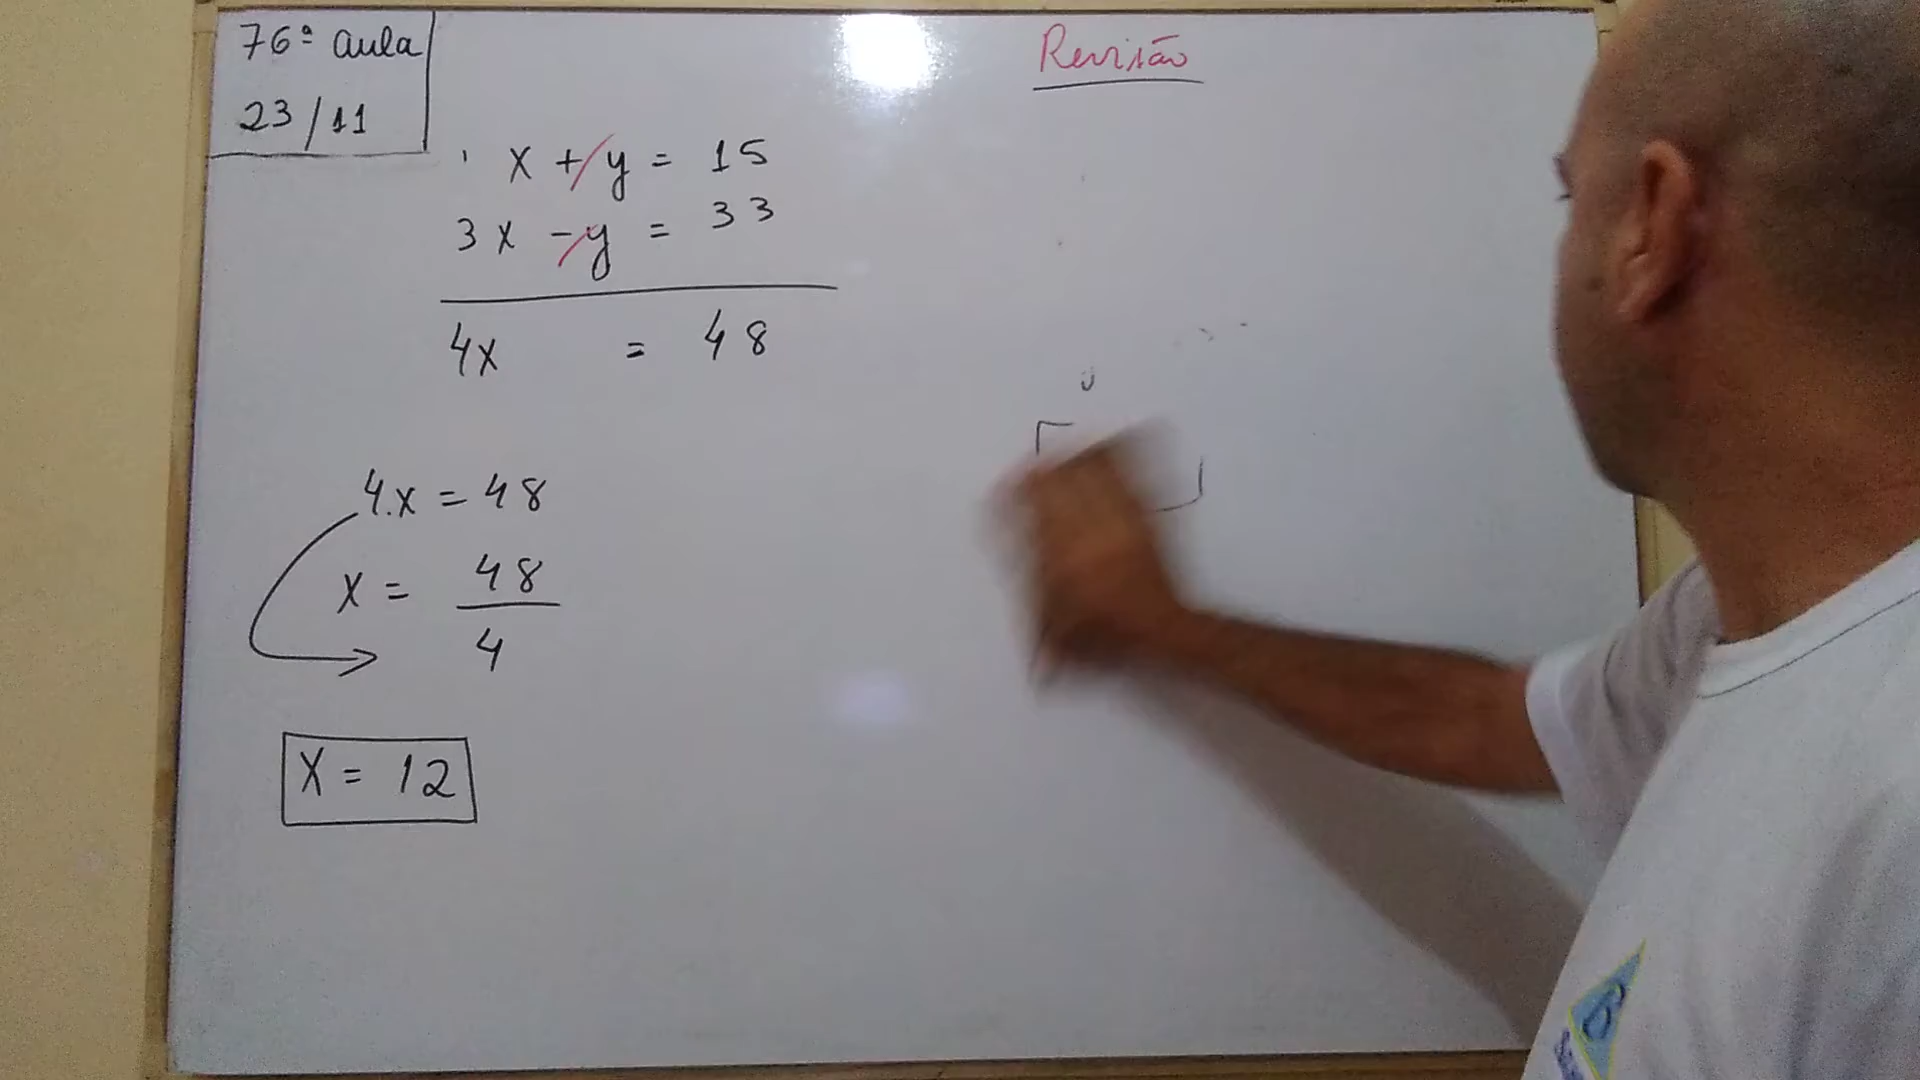 76ª aula
23/11
Revisão
x + y = 15
3x - y = 33
4x = 48
4.x = 48
x = 48
4
x = 12